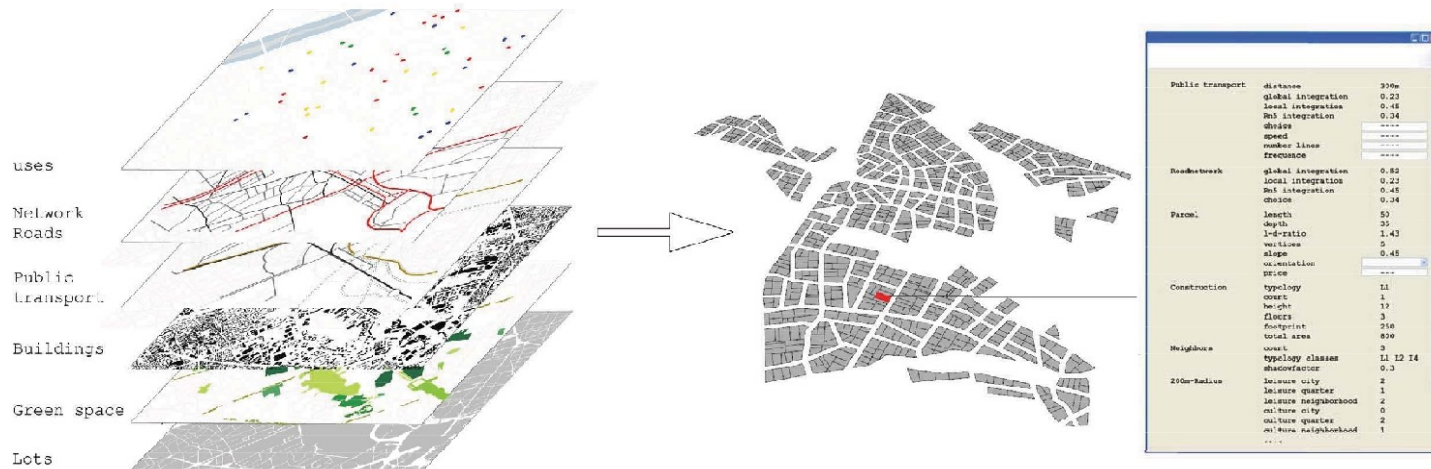 uses
Network
Roads
Public
transport
Buildings
Green space
Lots
Public transport distance 300m
global integration 0.23
local integration 0.45
Rn5 integration 0.34
choice ----
speed ----
number lines ----
frequence ----
Roadnetwork global integration 0.52
local integration 0.23
Rn5 integration 0.45
choice 0.34
Parcel length 50
depth 35
l-d-ratio 1.43
vertices 5
slope 0.45
orientation
price ---
Construction typology L1
count 1
height 12
floors 3
footprint 260
total area 800
Neighbors count 3
typology classes L1 L2 I4
shadowfactor 0.3
200m-Radius leisure city 2
leisure quarter 1
leisure neighborhood 2
culture city 0
culture quarter 2
culture neighborhood 1
....